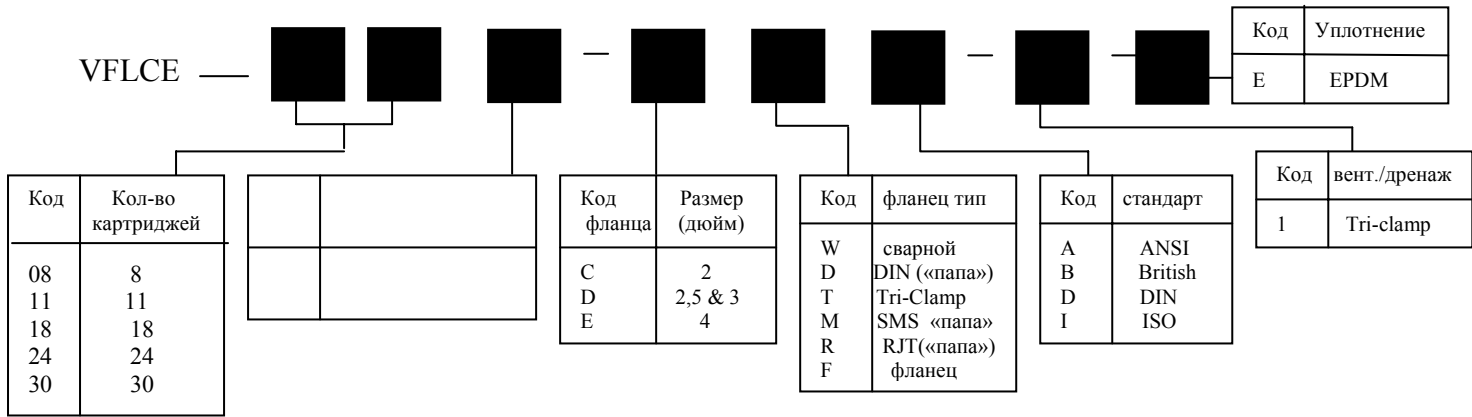 VFLCE
Код Уплотнение
E EPDM
Код Кол-во картриджей
08 8
11 11
18 18
24 24
30 30
Код фланца Размер (дюйм)
C 2
D 2,5 & 3
E 4
Код фланец тип
W сварной
D DIN («папа»)
T Tri-Clamp
M SMS «папа»
R RJT(«папа»)
F фланец
Код стандарт
A ANSI
B British
D DIN
I ISO
Код вент./дренаж
1 Tri-clamp